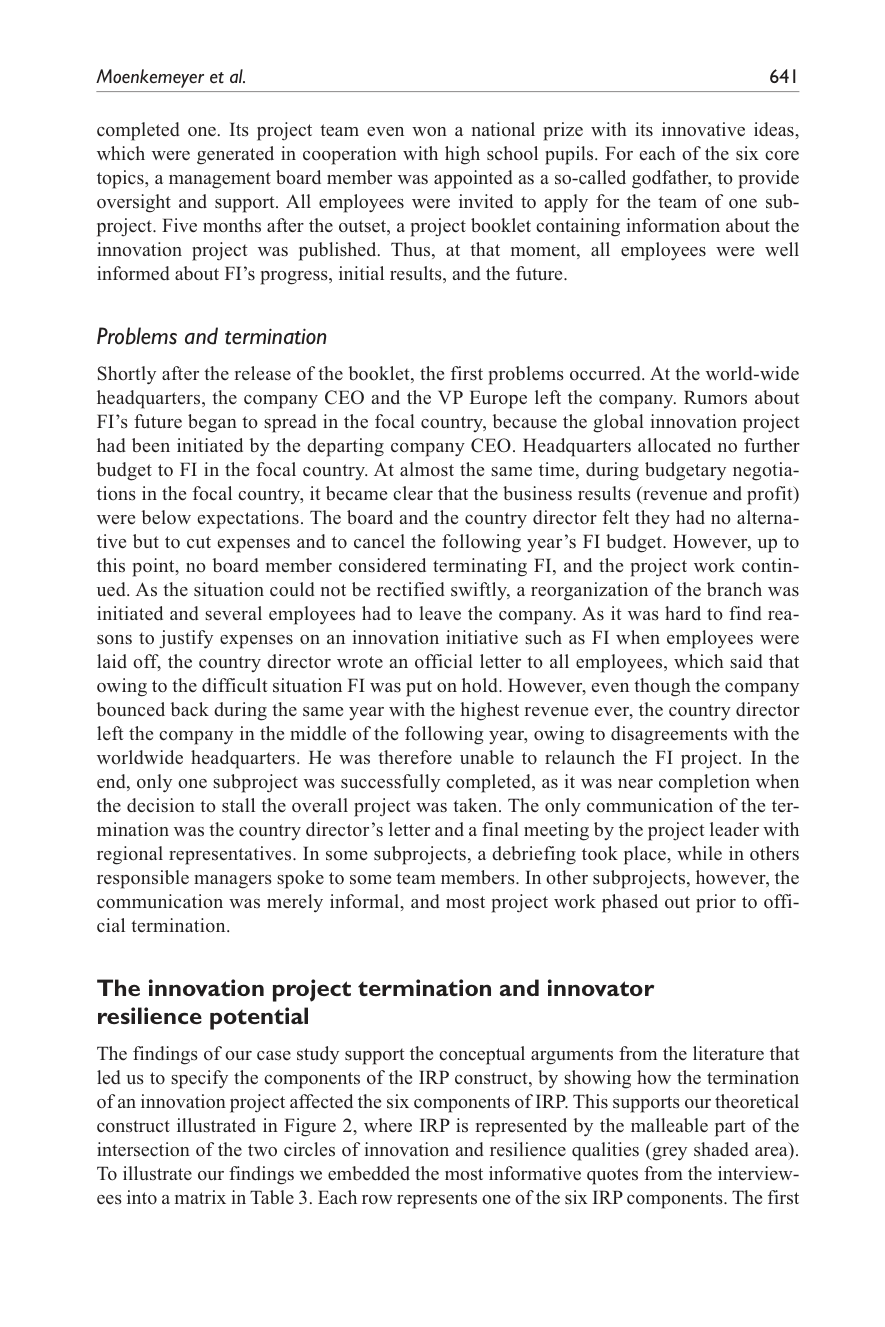 Moenkemeyer et al. 641
completed one. Its project team even won a national prize with its innovative ideas,
which were generated in cooperation with high school pupils. For each of the six core
topics, a management board member was appointed as a so-called godfather, to provide
oversight and support. All employees were invited to apply for the team of one sub-
project. Five months after the outset, a project booklet containing information about the
innovation project was published. Thus, at that moment, all employees were well
informed about FI’s progress, initial results, and the future.
Problems and termination
Shortly after the release of the booklet, the first problems occurred. At the world-wide
headquarters, the company CEO and the VP Europe left the company. Rumors about
FI’s future began to spread in the focal country, because the global innovation project
had been initiated by the departing company CEO. Headquarters allocated no further
budget to FI in the focal country. At almost the same time, during budgetary negotia-
tions in the focal country, it became clear that the business results (revenue and profit)
were below expectations. The board and the country director felt they had no alterna-
tive but to cut expenses and to cancel the following year’s FI budget. However, up to
this point, no board member considered terminating FI, and the project work contin-
ued. As the situation could not be rectified swiftly, a reorganization of the branch was
initiated and several employees had to leave the company. As it was hard to find rea-
sons to justify expenses on an innovation initiative such as FI when employees were
laid off, the country director wrote an official letter to all employees, which said that
owing to the difficult situation FI was put on hold. However, even though the company
bounced back during the same year with the highest revenue ever, the country director
left the company in the middle of the following year, owing to disagreements with the
worldwide headquarters. He was therefore unable to relaunch the FI project. In the
end, only one subproject was successfully completed, as it was near completion when
the decision to stall the overall project was taken. The only communication of the ter-
mination was the country director’s letter and a final meeting by the project leader with
regional representatives. In some subprojects, a debriefing took place, while in others
responsible managers spoke to some team members. In other subprojects, however, the
communication was merely informal, and most project work phased out prior to offi-
cial termination.
The innovation project termination and innovator
resilience potential
The findings of our case study support the conceptual arguments from the literature that
led us to specify the components of the IRP construct, by showing how the termination
of an innovation project affected the six components of IRP. This supports our theoretical
construct illustrated in Figure 2, where IRP is represented by the malleable part of the
intersection of the two circles of innovation and resilience qualities (grey shaded area).
To illustrate our findings we embedded the most informative quotes from the interview-
ees into a matrix in Table 3. Each row represents one of the six IRP components. The first